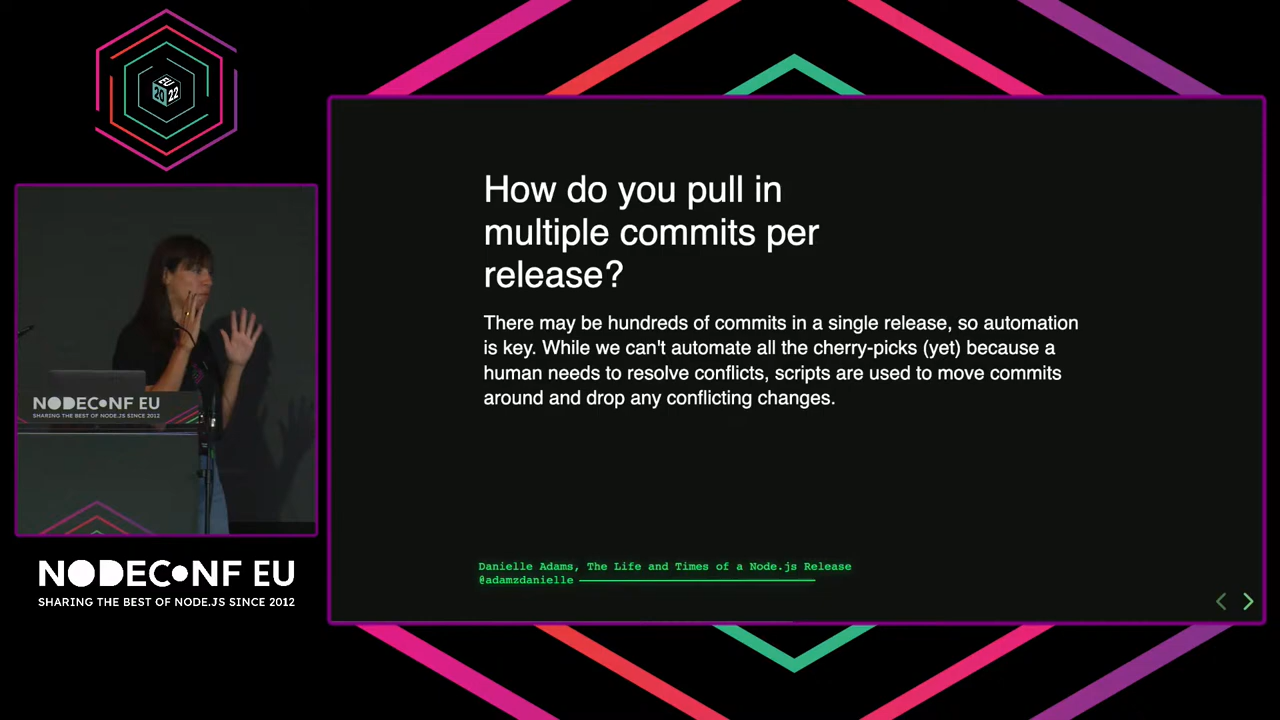 EU
20
22
How do you pull in
multiple commits per
release?
There may be hundreds of commits in a single release, so automation
is key. While we can't automate all the cherry-picks (yet) because a
human needs to resolve conflicts, scripts are used to move commits
around and drop any conflicting changes.
Danielle Adams, The Life and Times of a Node.js Release
@adamzdanielle
NODECONF EU
SHARING THE BEST OF NODE.JS SINCE 2012
NODECONF EU
SHARING THE BEST OF NODE.JS SINCE 2012